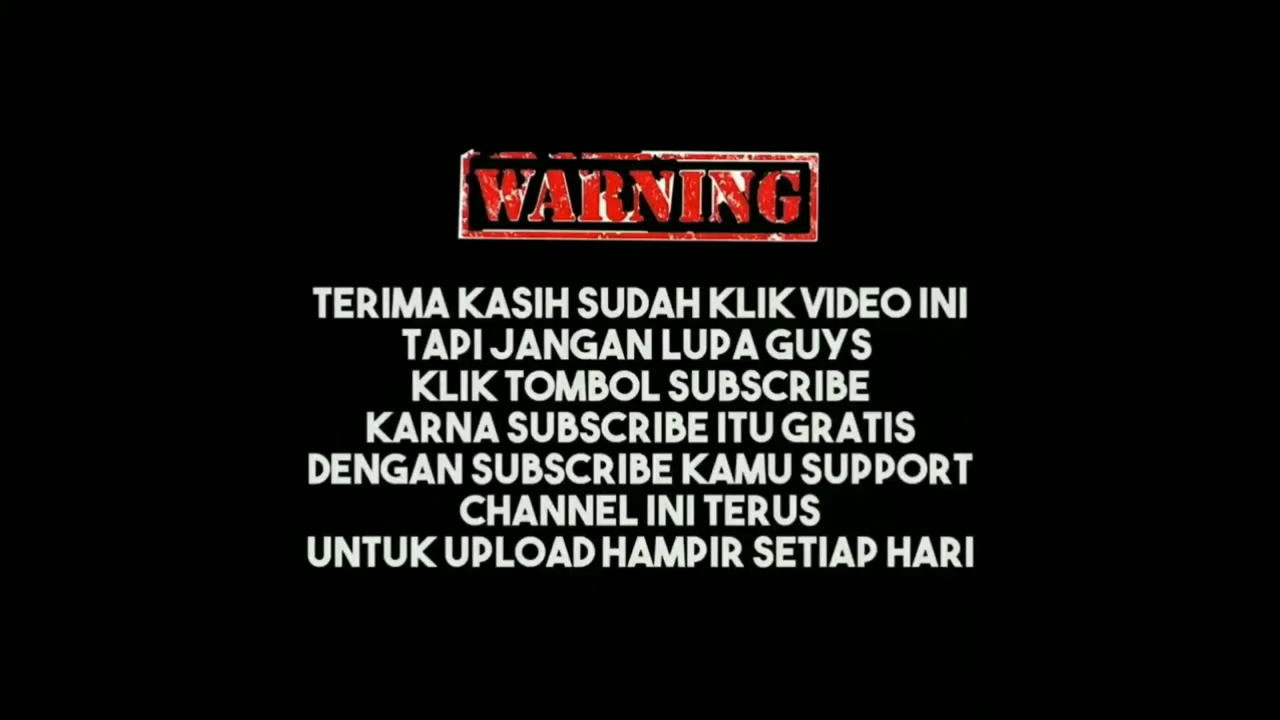 WARNING
TERIMA KASIH SUDAH KLIK VIDEO INI
TAPI JANGAN LUPA GUYS
KLIK TOMBOL SUBSCRIBE
KARNA SUBSCRIBE ITU GRATIS
DENGAN SUBSCRIBE KAMU SUPPORT
CHANNEL INI TERUS
UNTUK UPLOAD HAMPIR SETIAP HARI